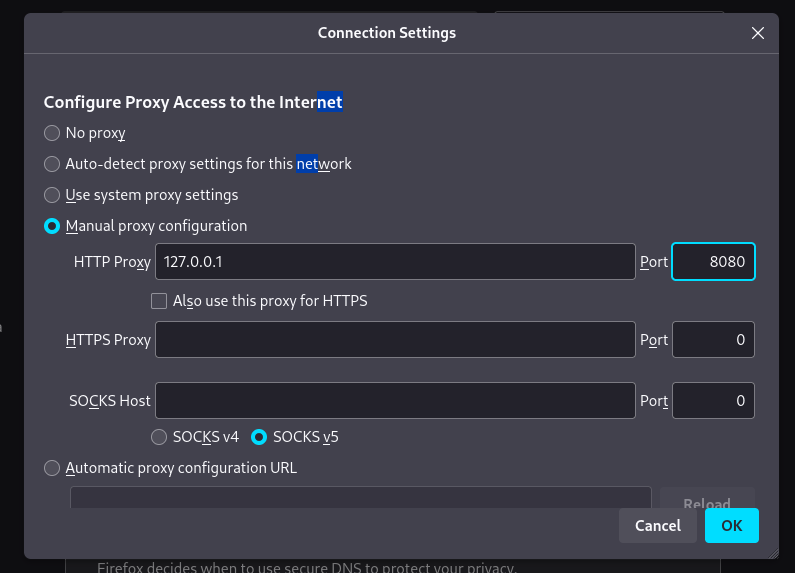 Connection Settings
Configure Proxy Access to the Internet
No proxy
Auto-detect proxy settings for this network
Use system proxy settings
Manual proxy configuration
HTTP Proxy 127.0.0.1 Port 8080
Also use this proxy for HTTPS
HTTPS Proxy Port 0
SOCKS Host Port 0
SOCKS v4 SOCKS v5
Automatic proxy configuration URL
Reload
Cancel OK
Firefox decides when to use secure DNS to protect your privacy.